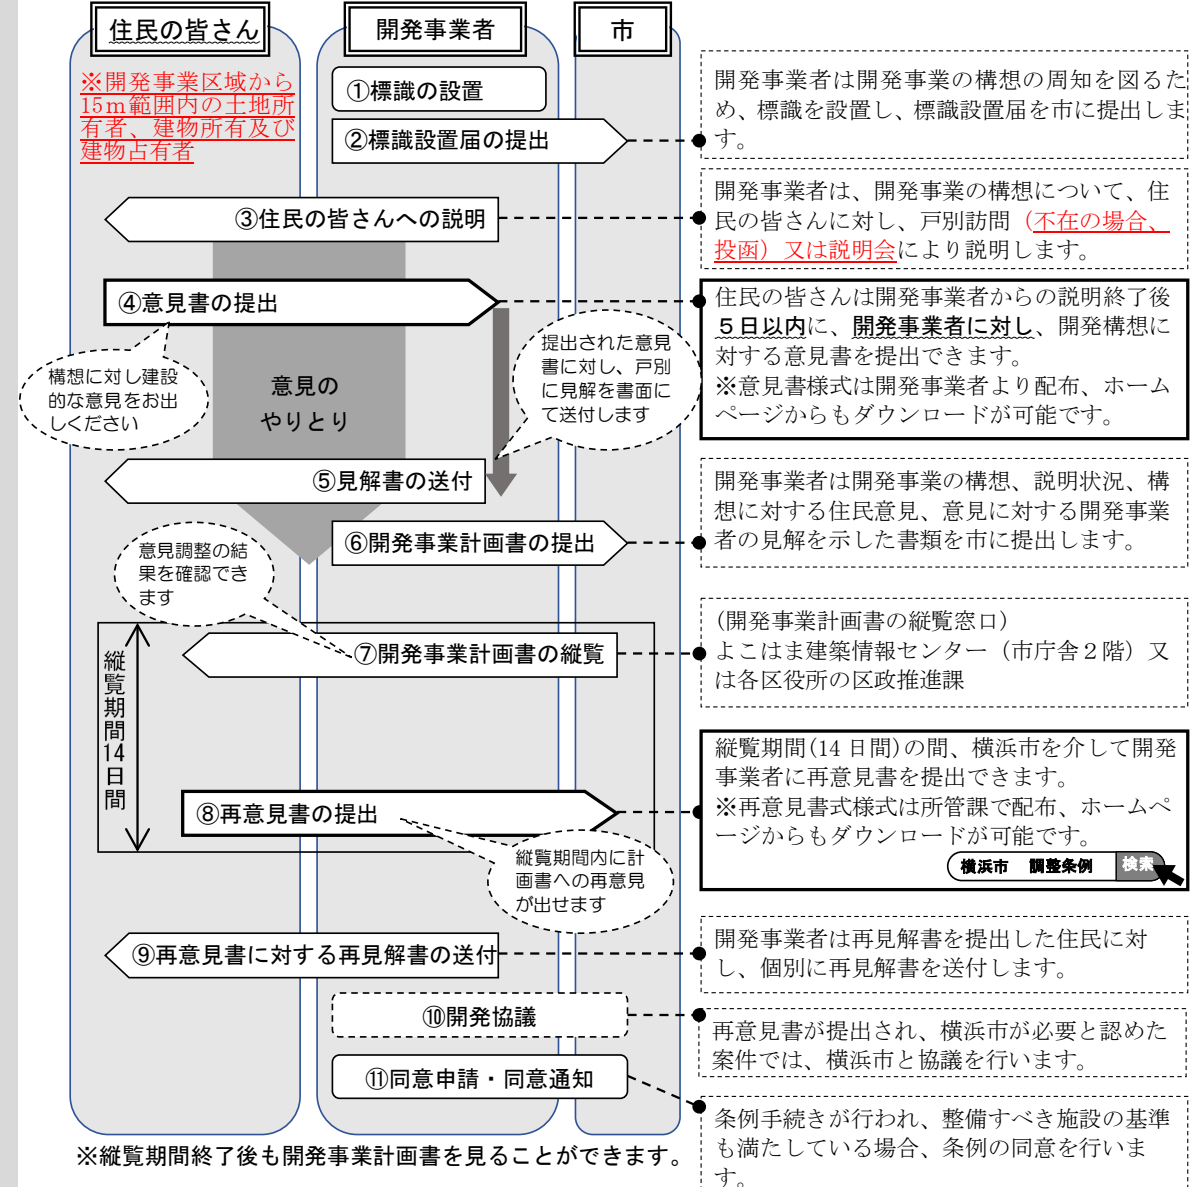 住民の皆さん
開発事業者
市
※開発事業区域から
15m範囲内の土地所
有者、建物所有及び
建物占有者
①標識の設置
②標識設置届の提出
開発事業者は開発事業の構想の周知を図るた
め、標識を設置し、標識設置届を市に提出しま
す。
③住民の皆さんへの説明
開発事業者は、開発事業の構想について、住
民の皆さんに対し、戸別訪問（不在の場合、
投函）又は説明会により説明します。
④意見書の提出
住民の皆さんは開発事業者からの説明終了後
５日以内に、開発事業者に対し、開発構想に
対する意見書を提出できます。
※意見書様式は開発事業者より配布、ホーム
ページからもダウンロードが可能です。
構想に対し建設
的な意見をお出
しください
意見の
やりとり
提出された意見
書に対し、戸別
に見解を書面に
て送付します
⑤見解書の送付
開発事業者は開発事業の構想、説明状況、構
想に対する住民意見、意見に対する開発事業
者の見解を示した書類を市に提出します。
⑥開発事業計画書の提出
意見調整の結
果を確認でき
ます
⑦開発事業計画書の縦覧
(開発事業計画書の縦覧窓口)
よこはま建築情報センター（市庁舎２階）又
は各区役所の区政推進課
縦覧期間14日間
縦覧期間(14日間)の間、横浜市を介して開発
事業者に再意見書を提出できます。
※再意見書式様式は所管課で配布、ホームペ
ージからもダウンロードが可能です。
横浜市　調整条例　検索
⑧再意見書の提出
縦覧期間内に計
画書への再意見
が出せます
⑨再意見書に対する再見解書の送付
開発事業者は再見解書を提出した住民に対
し、個別に再見解書を送付します。
⑩開発協議
再意見書が提出され、横浜市が必要と認めた
案件では、横浜市と協議を行います。
⑪同意申請・同意通知
条例手続きが行われ、整備すべき施設の基準
も満たしている場合、条例の同意を行いま
す。
※縦覧期間終了後も開発事業計画書を見ることができます。